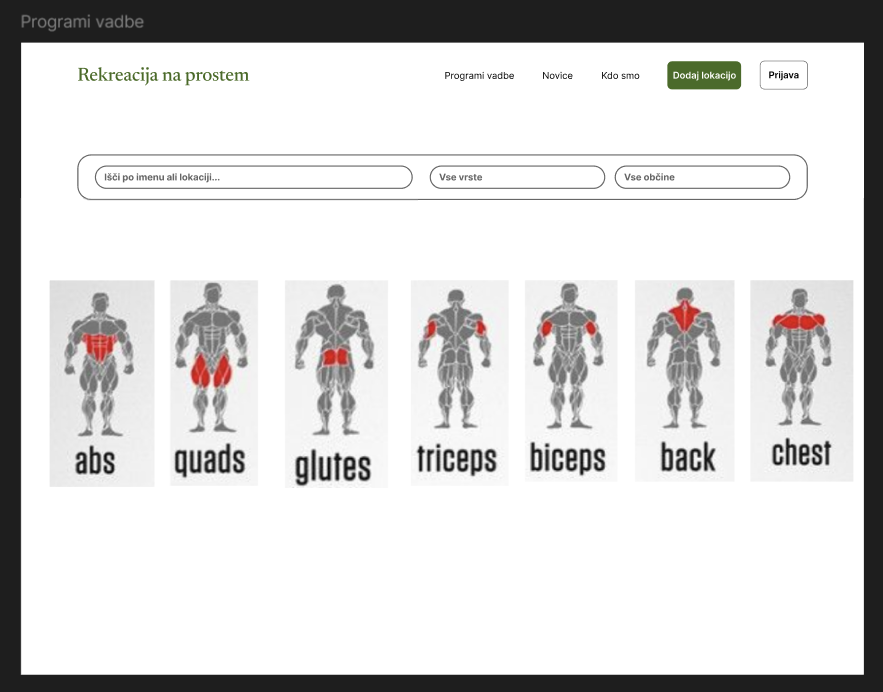 Programi vadbe
Rekreacija na prostem
Programi vadbe
Novice
Kdo smo
Dodaj lokacijo
Prijava
Išči po imenu ali lokaciji...
Vse vrste
Vse občine
abs
quads
glutes
triceps
biceps
back
chest